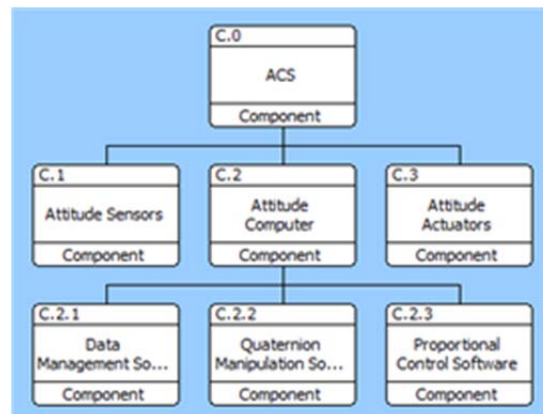 C.0
ACS
Component
C.1
Attitude Sensors
Component
C.2
Attitude
Computer
Component
C.3
Attitude
Actuators
Component
C.2.1
Data
Management So...
Component
C.2.2
Quaternion
Manipulation So...
Component
C.2.3
Proportional
Control Software
Component